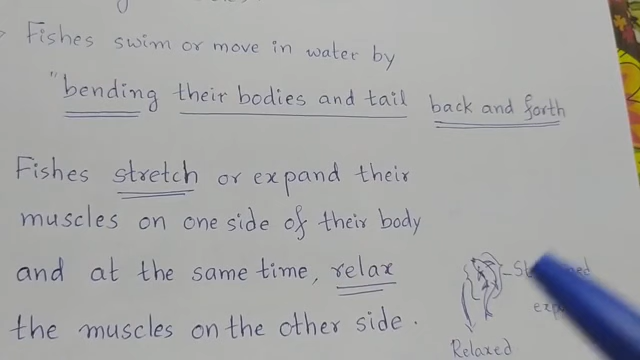 Fishes swim or move in water by
"bending their bodies and tail back and forth
Fishes stretch or expand their
muscles on one side of their body
and at the same time, relax
the muscles on the other side.
Relaxed